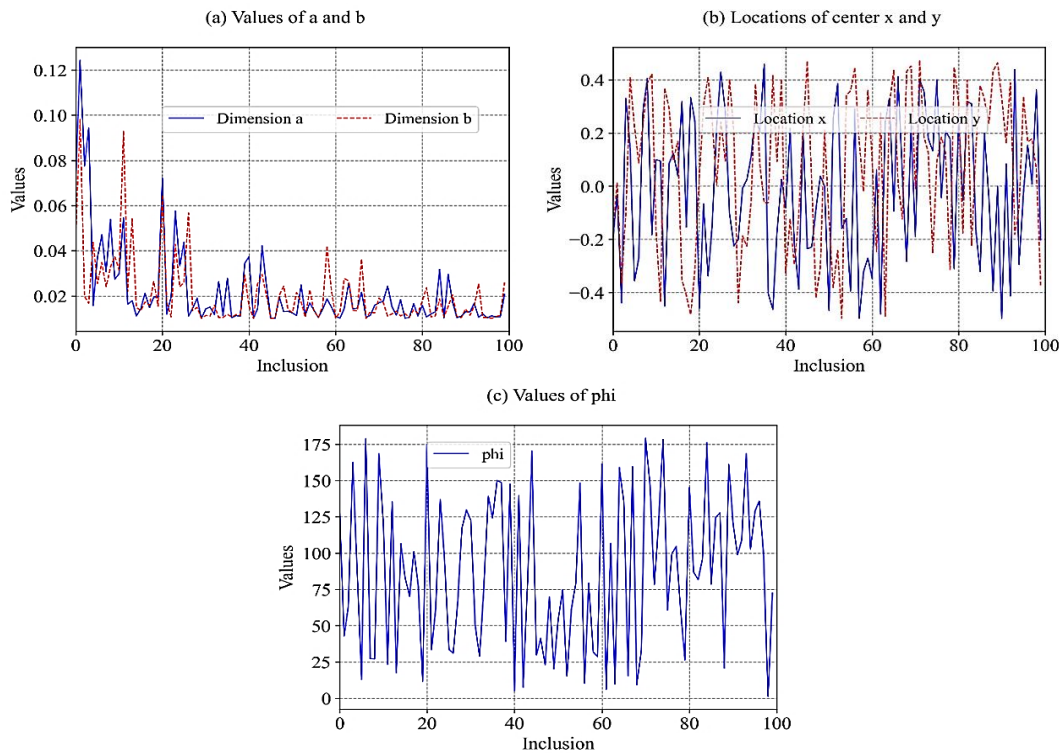 (a) Values of a and b
(b) Locations of center x and y
0.12
0.10
0.08
0.06
0.04
0.02
Values
Dimension a
Dimension b
0 20 40 60 80 100
Inclusion
0.4
0.2
0.0
−0.2
−0.4
Values
Location x
Location y
0 20 40 60 80 100
Inclusion
(c) Values of phi
175
150
125
100
75
50
25
0
Values
phi
0 20 40 60 80 100
Inclusion